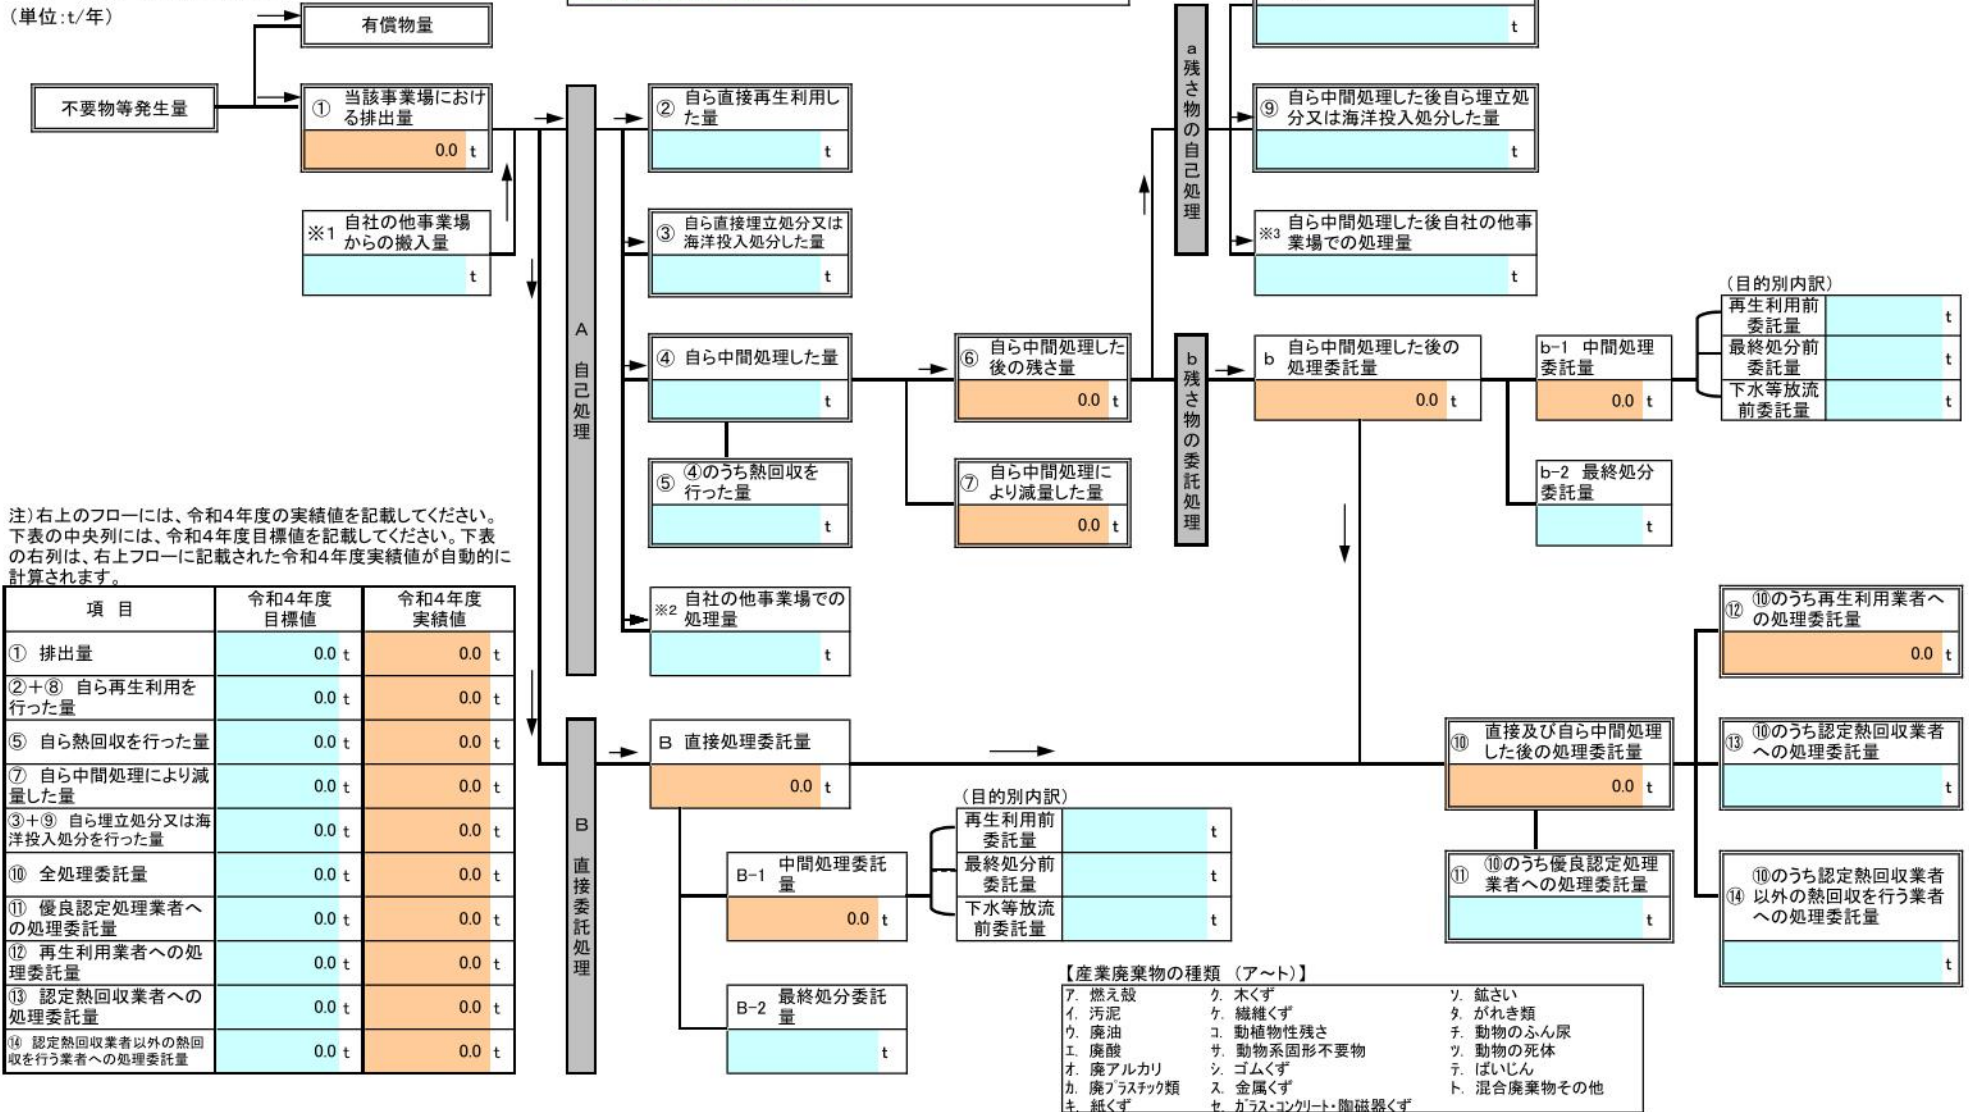 (単位:t/年)
有償物量
不要物等発生量
① 当該事業場におけ
る排出量
0.0 t
※1 自社の他事業場
からの搬入量
t
A 自己処理
② 自ら直接再生利用し
た量
t
③ 自ら直接埋立処分又は
海洋投入処分した量
t
④ 自ら中間処理した量
t
⑤ ④のうち熱回収を
行った量
t
※2 自社の他事業場での
処理量
t
⑥ 自ら中間処理した
後の残さ量
0.0 t
⑦ 自ら中間処理に
より減量した量
0.0 t
a 残さ物の自己処理
t
⑨ 自ら中間処理した後自ら埋立処
分又は海洋投入処分した量
t
※3 自ら中間処理した後自社の他事
業場での処理量
t
b 残さ物の委託処理
b 自ら中間処理した後の
処理委託量
0.0 t
b-1 中間処理
委託量
0.0 t
b-2 最終処分
委託量
t
(目的別内訳)
再生利用前
委託量
t
最終処分前
委託量
t
下水等放流
前委託量
t
注)右上のフローには、令和4年度の実績値を記載してください。
下表の中央列には、令和4年度目標値を記載してください。下表
の右列は、右上フローに記載された令和4年度実績値が自動的に
計算されます。
項 目
令和4年度
目標値
令和4年度
実績値
① 排出量
0.0 t 0.0 t
②+⑧ 自ら再生利用を
行った量
0.0 t 0.0 t
⑤ 自ら熱回収を行った量
0.0 t 0.0 t
⑦ 自ら中間処理により減
量した量
0.0 t 0.0 t
③+⑨ 自ら埋立処分又は海
洋投入処分を行った量
0.0 t 0.0 t
⑩ 全処理委託量
0.0 t 0.0 t
⑪ 優良認定処理業者へ
の処理委託量
0.0 t 0.0 t
⑫ 再生利用業者への処
理委託量
0.0 t 0.0 t
⑬ 認定熱回収業者への
処理委託量
0.0 t 0.0 t
⑭ 認定熱回収業者以外の熱回
収を行う業者への処理委託量
0.0 t 0.0 t
B 直接委託処理
B 直接処理委託量
0.0 t
B-1 中間処理委託
量
0.0 t
B-2 最終処分委託
量
t
(目的別内訳)
再生利用前
委託量
t
最終処分前
委託量
t
下水等放流
前委託量
t
⑩ 直接及び自ら中間処理
した後の処理委託量
0.0 t
⑪ ⑩のうち優良認定処理
業者への処理委託量
t
⑫ ⑩のうち再生利用業者へ
の処理委託量
0.0 t
⑬ ⑩のうち認定熱回収業者
への処理委託量
t
⑭ ⑩のうち認定熱回収業者
以外の熱回収を行う業者
への処理委託量
t
【産業廃棄物の種類 (ア~ト)】
ア. 燃え殻 ク. 木くず ソ. 鉱さい
イ. 汚泥 ケ. 繊維くず タ. がれき類
ウ. 廃油 コ. 動植物性残さ チ. 動物のふん尿
エ. 廃酸 サ. 動物系固形不要物 ツ. 動物の死体
オ. 廃アルカリ シ. ゴムくず テ. ばいじん
カ. 廃プラスチック類 ス. 金属くず ト. 混合廃棄物その他
キ. 紙くず セ. ガラス・コンクリート・陶磁器くず